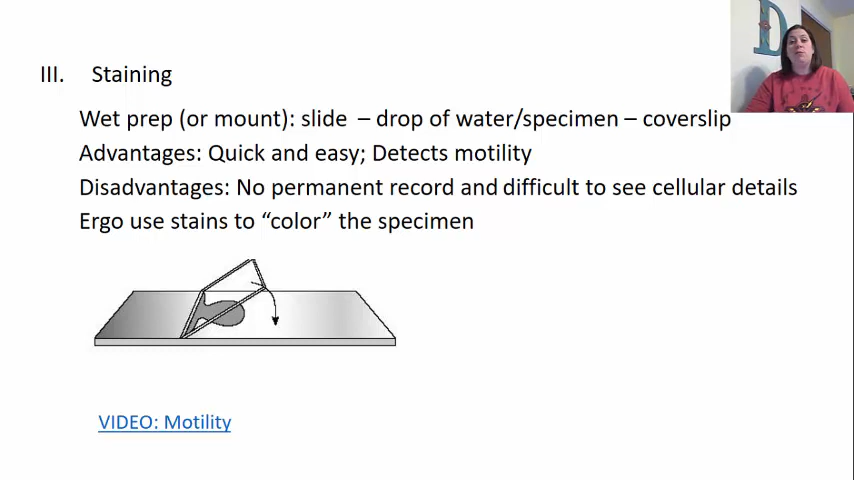 III. Staining
Wet prep (or mount): slide – drop of water/specimen – coverslip
Advantages: Quick and easy; Detects motility
Disadvantages: No permanent record and difficult to see cellular details
Ergo use stains to “color” the specimen
VIDEO: Motility
D